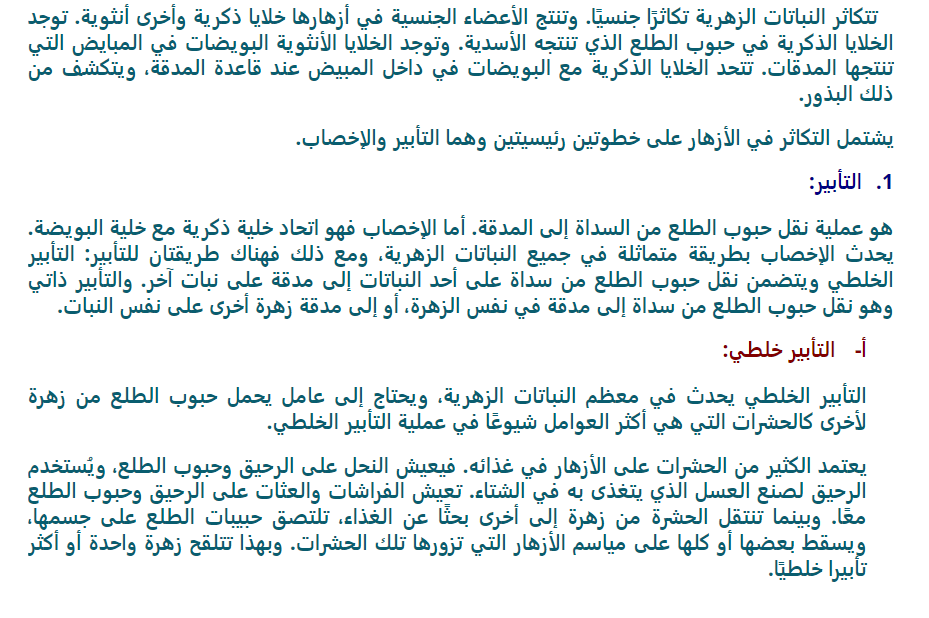 تتكاثر النباتات الزهرية تكاثرًا جنسيًا. وتنتج الأعضاء الجنسية في أزهارها خلايا ذكرية وأخرى أنثوية. توجد
الخلايا الذكرية في حبوب الطلع الذي تنتجه الأسدية. وتوجد الخلايا الأنثوية البويضات في المبايض التي
تنتجها المدقات. تتحد الخلايا الذكرية مع البويضات في داخل المبيض عند قاعدة المدقة، ويتكشف من
ذلك البذور.
يشتمل التكاثر في الأزهار على خطوتين رئيسيتين وهما التأبير والإخصاب.
1. التأبير:
هو عملية نقل حبوب الطلع من السداة إلى المدقة. أما الإخصاب فهو اتحاد خلية ذكرية مع خلية البويضة.
يحدث الإخصاب بطريقة متماثلة في جميع النباتات الزهرية، ومع ذلك فهناك طريقتان للتأبير: التأبير
الخلطي ويتضمن نقل حبوب الطلع من سداة على أحد النباتات إلى مدقة على نبات آخر. والتأبير ذاتي
وهو نقل حبوب الطلع من سداة إلى مدقة في نفس الزهرة، أو إلى مدقة زهرة أخرى على نفس النبات.
أ- التأبير خلطي:
التأبير الخلطي يحدث في معظم النباتات الزهرية، ويحتاج إلى عامل يحمل حبوب الطلع من زهرة
لأخرى كالحشرات التي هي أكثر العوامل شيوعًا في عملية التأبير الخلطي.
يعتمد الكثير من الحشرات على الأزهار في غذائه. فيعيش النحل على الرحيق وحبوب الطلع، ويُستخدم
الرحيق لصنع العسل الذي يتغذى به في الشتاء. تعيش الفراشات والعثات على الرحيق وحبوب الطلع
معًا. وبينما تنتقل الحشرة من زهرة إلى أخرى بحثًا عن الغذاء، تلتصق حبيبات الطلع على جسمها،
ويسقط بعضها أو كلها على مياسم الأزهار التي تزورها تلك الحشرات. وبهذا تتلقح زهرة واحدة أو أكثر
تأبيرا خلطيًا.